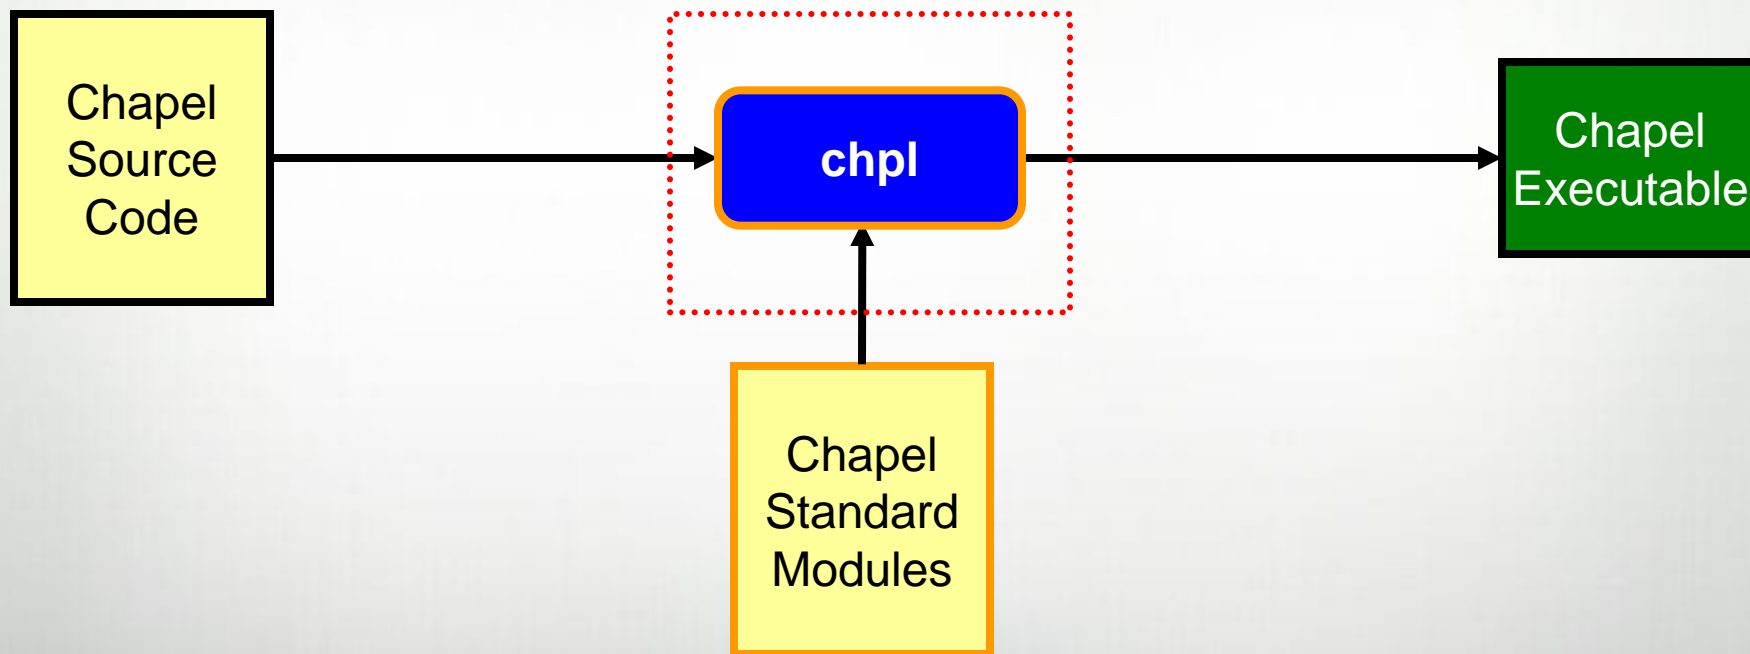 Chapel
Source
Code
chpl
Chapel
Executable
Chapel
Standard
Modules